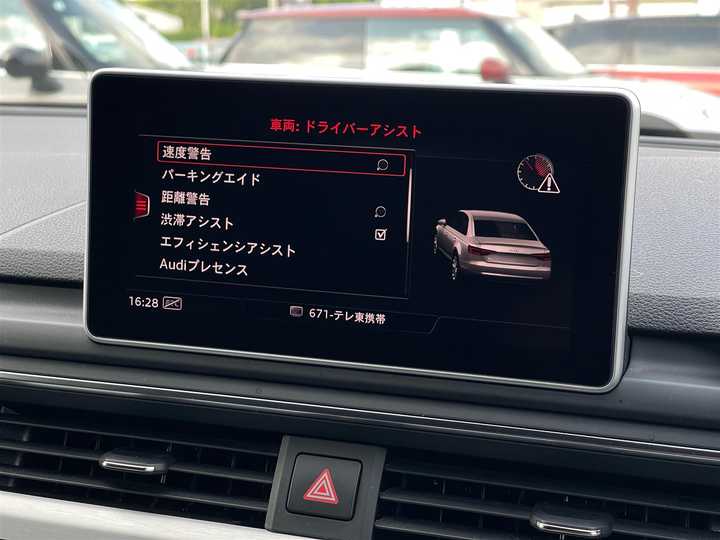 車両: ドライバーアシスト
速度警告
パーキングエイド
距離警告
渋滞アシスト
エフィシェンシアシスト
Audiプレセンス
16:28
671-テレ東携帯